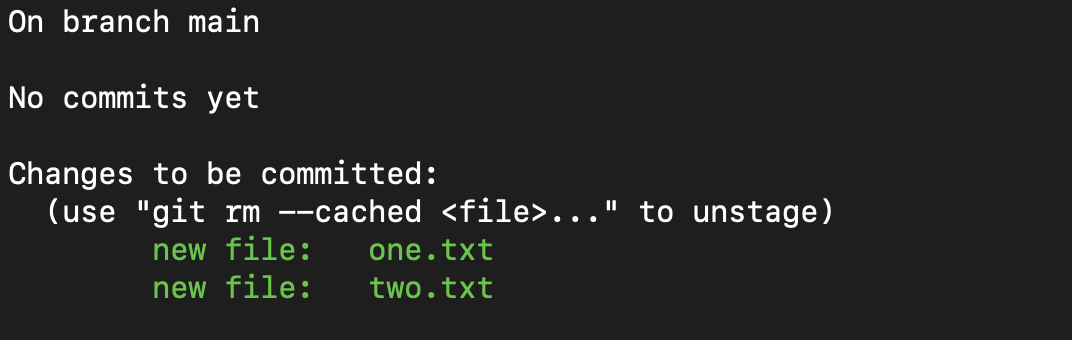 On branch main
No commits yet
Changes to be committed:
(use "git rm --cached <file>..." to unstage)
new file:   one.txt
new file:   two.txt